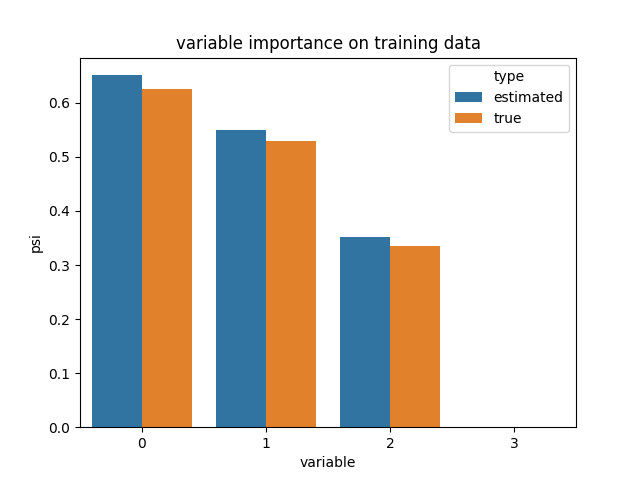 variable importance on training data
type
estimated
true
psi
0.6
0.5
0.4
0.3
0.2
0.1
0.0
0 1 2 3
variable